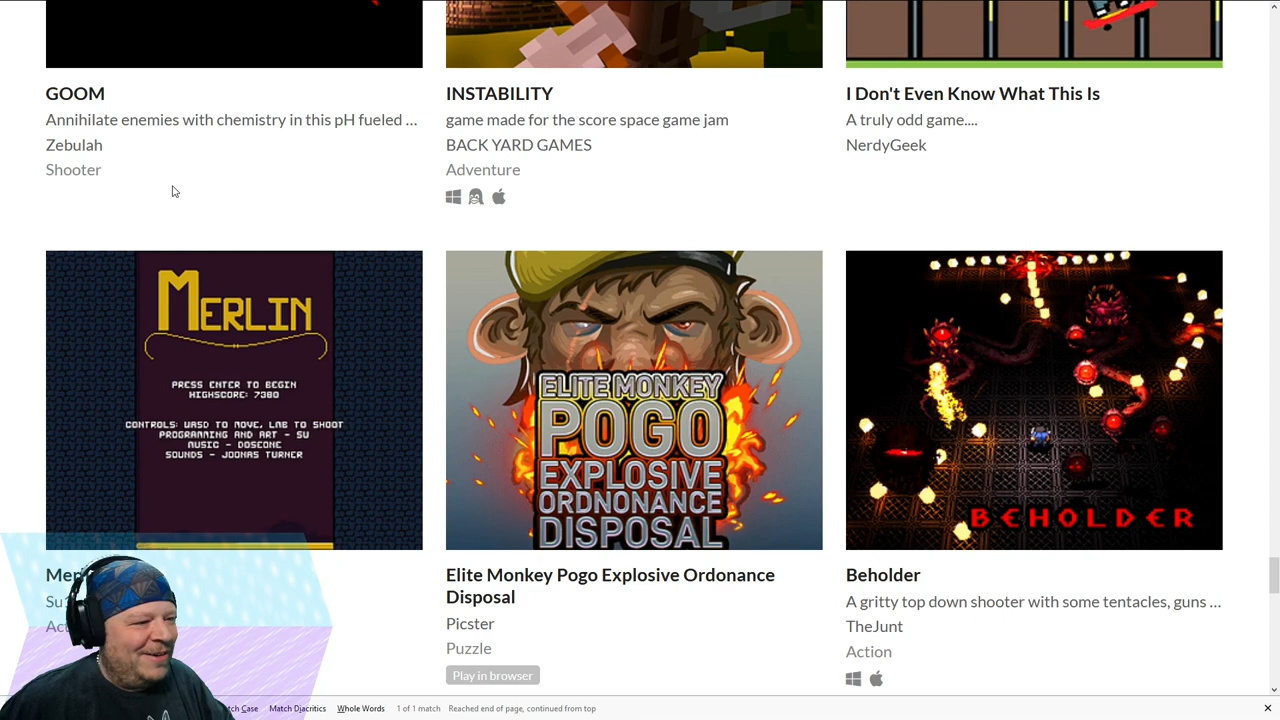 GOOM
Annihilate enemies with chemistry in this pH fueled ...
Zebulah
Shooter
INSTABILITY
game made for the score space game jam
BACK YARD GAMES
Adventure
I Don't Even Know What This Is
A truly odd game....
NerdyGeek
MERLIN
PRESS ENTER TO BEGIN
HIGHSCORE: 7380
CONTROLS: WASD TO MOVE, LMB TO SHOOT
PROGRAMMING AND ART - SU
MUSIC - DOSCONE
SOUNDS - JOONAS TURNER
ELITE MONKEY
POGO
EXPLOSIVE
ORDNONANCE
DISPOSAL
Elite Monkey Pogo Explosive Ordonance
Disposal
Picster
Puzzle
Play in browser
BEHOLDER
Beholder
A gritty top down shooter with some tentacles, guns ...
TheJunt
Action
Match Diacritics
Whole Words
1 of 1 match
Reached end of page, continued from top